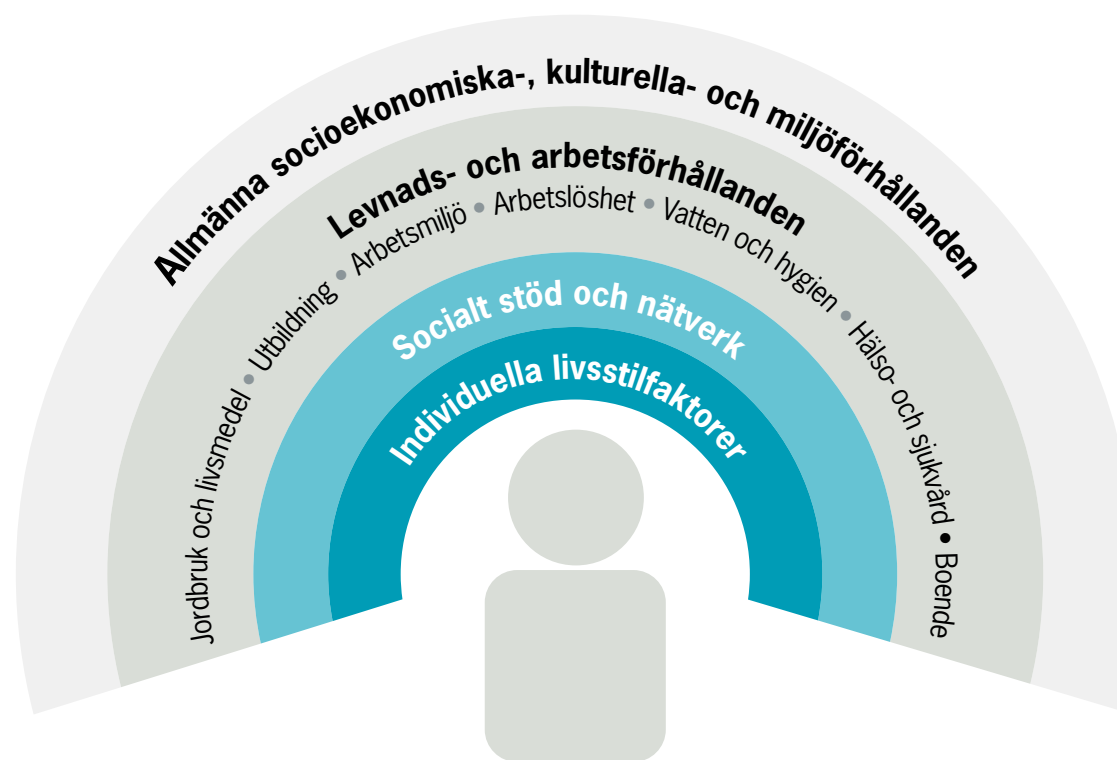 Allmänna socioekonomiska-, kulturella- och miljöförhållanden
Levnads- och arbetsförhållanden
Jordbruk och livsmedel • Utbildning • Arbetsmiljö • Arbetslöshet • Vatten och hygien • Hälso- och sjukvård • Boende
Socialt stöd och nätverk
Individuella livsstilfaktorer